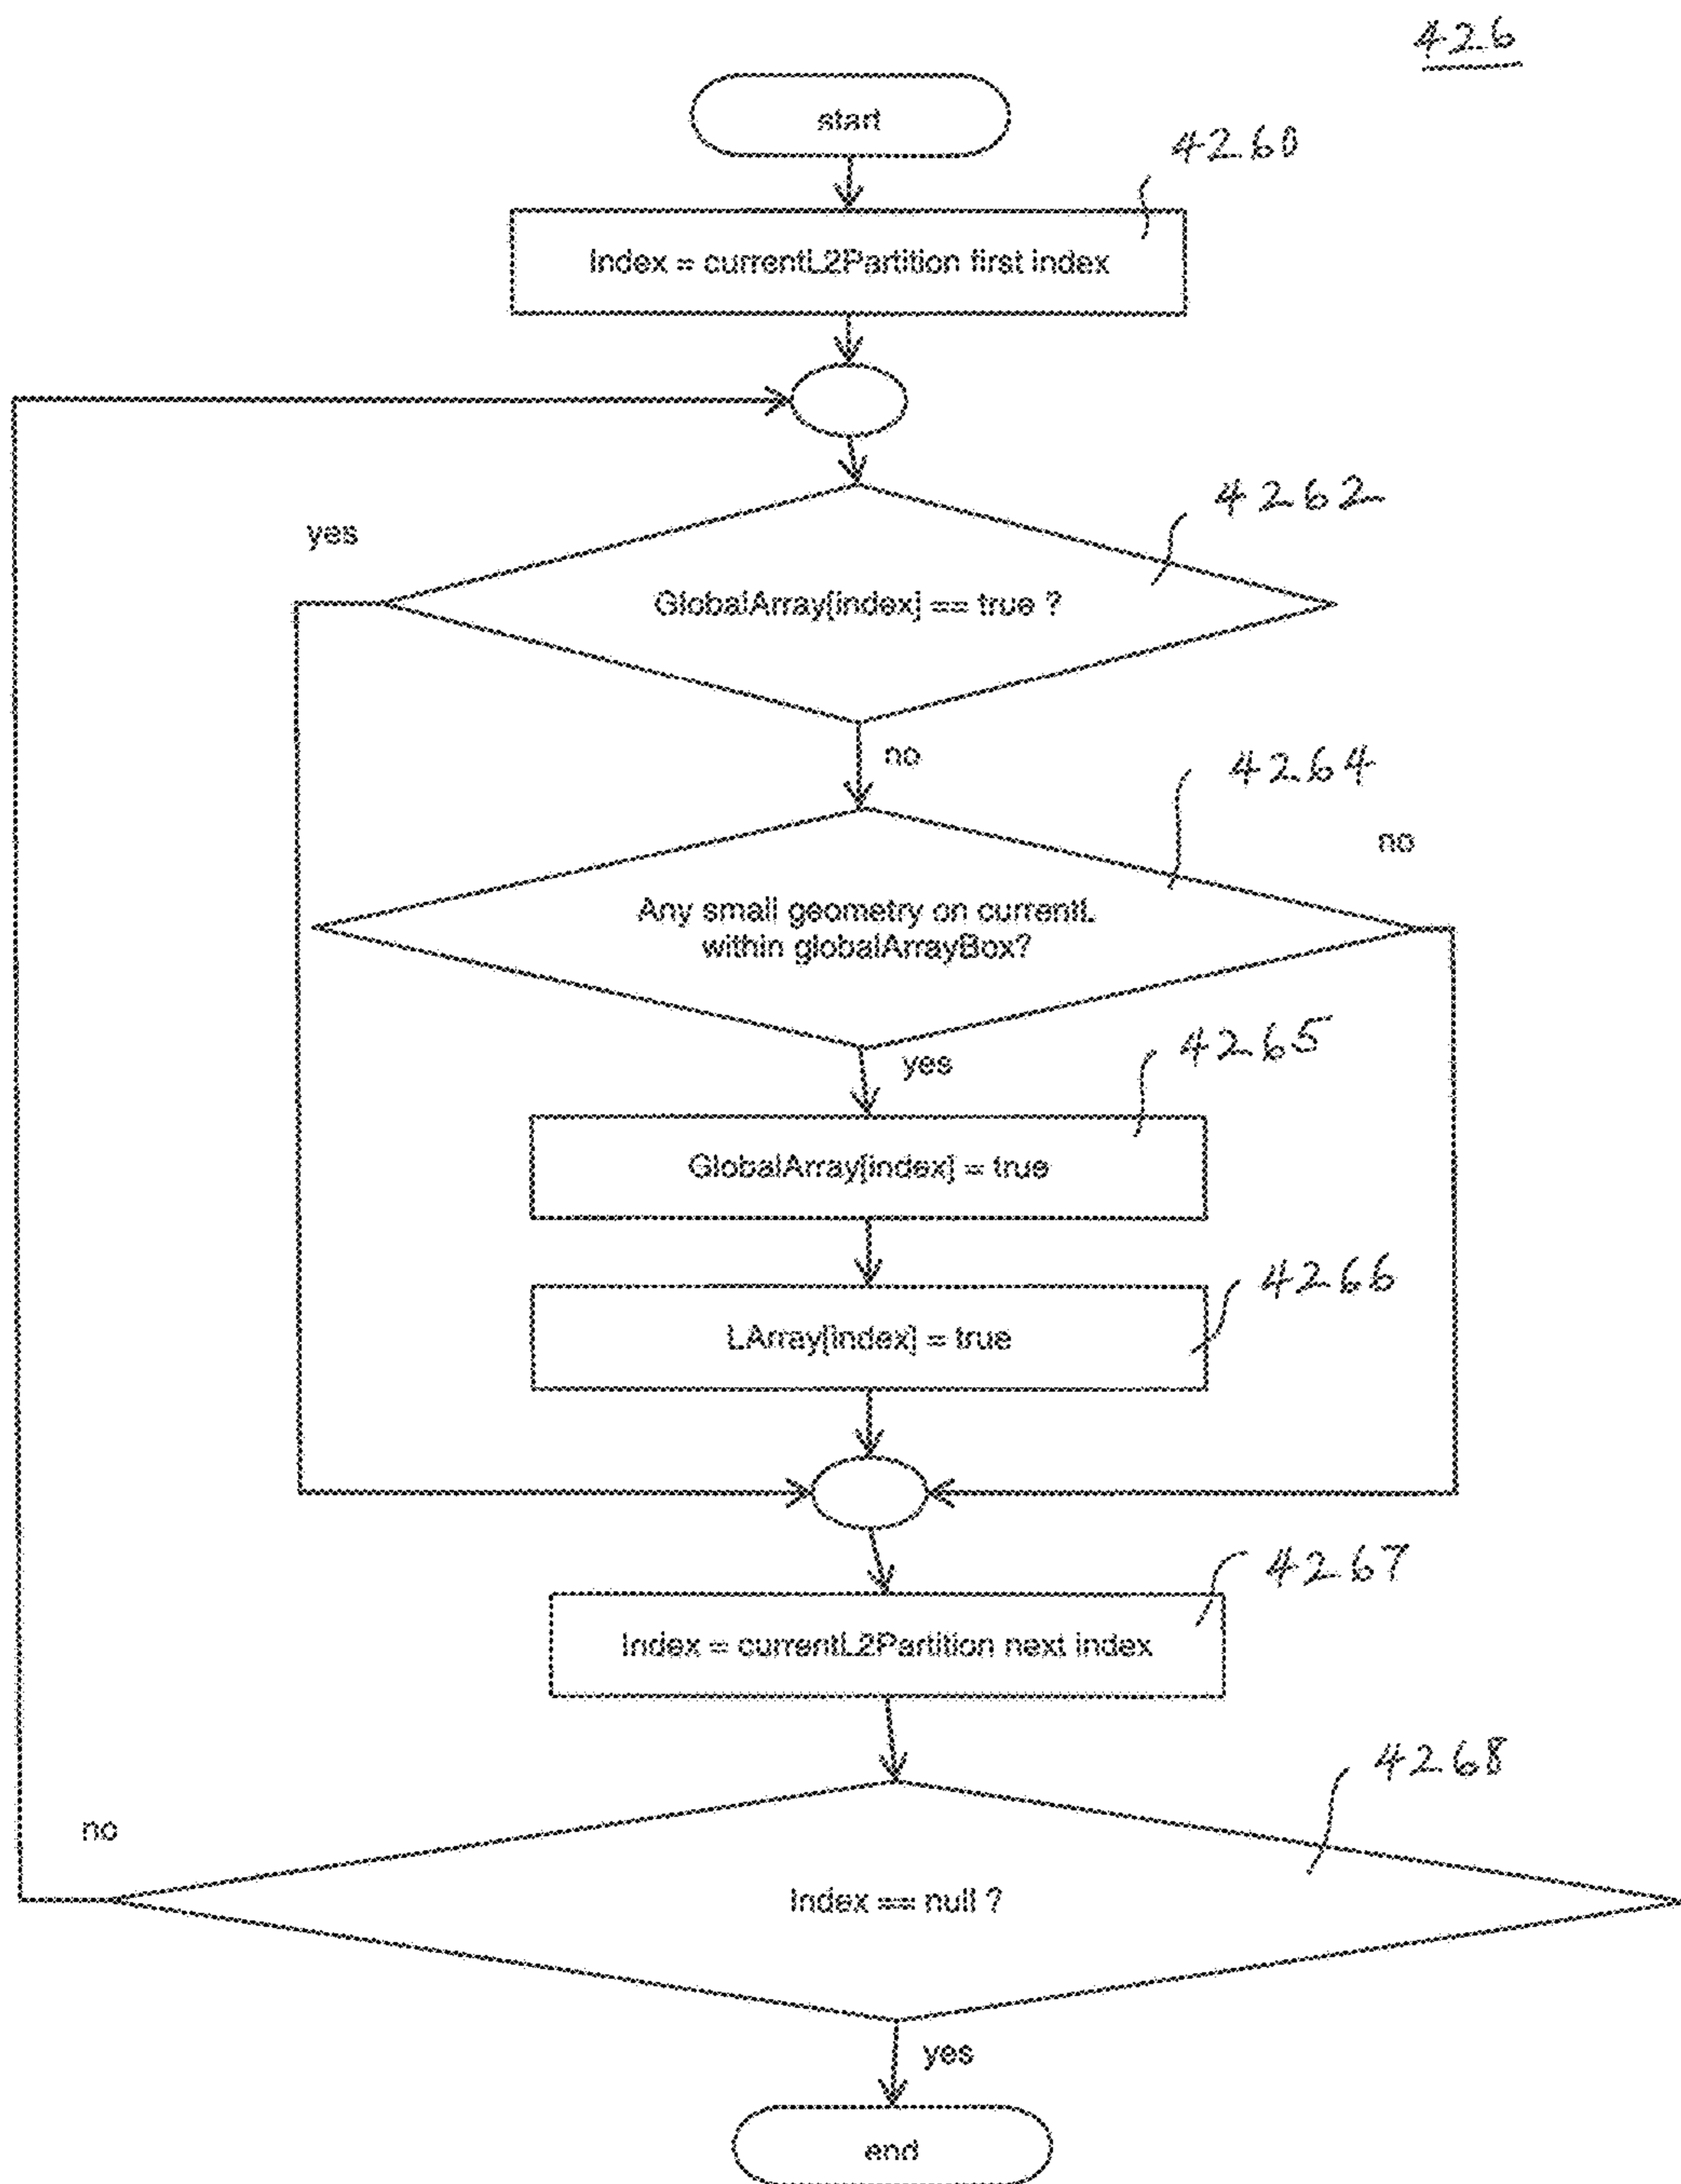 426
start
4260
Index = currentL2Partition first index
4262
yes
GlobalArray[index] == true ?
no
4264
no
Any small geometry on currentL
within globalArrayBox?
yes
4265
GlobalArray[index] = true
4266
LArray[index] = true
4267
Index = currentL2Partition next index
4268
no
Index == null ?
yes
end